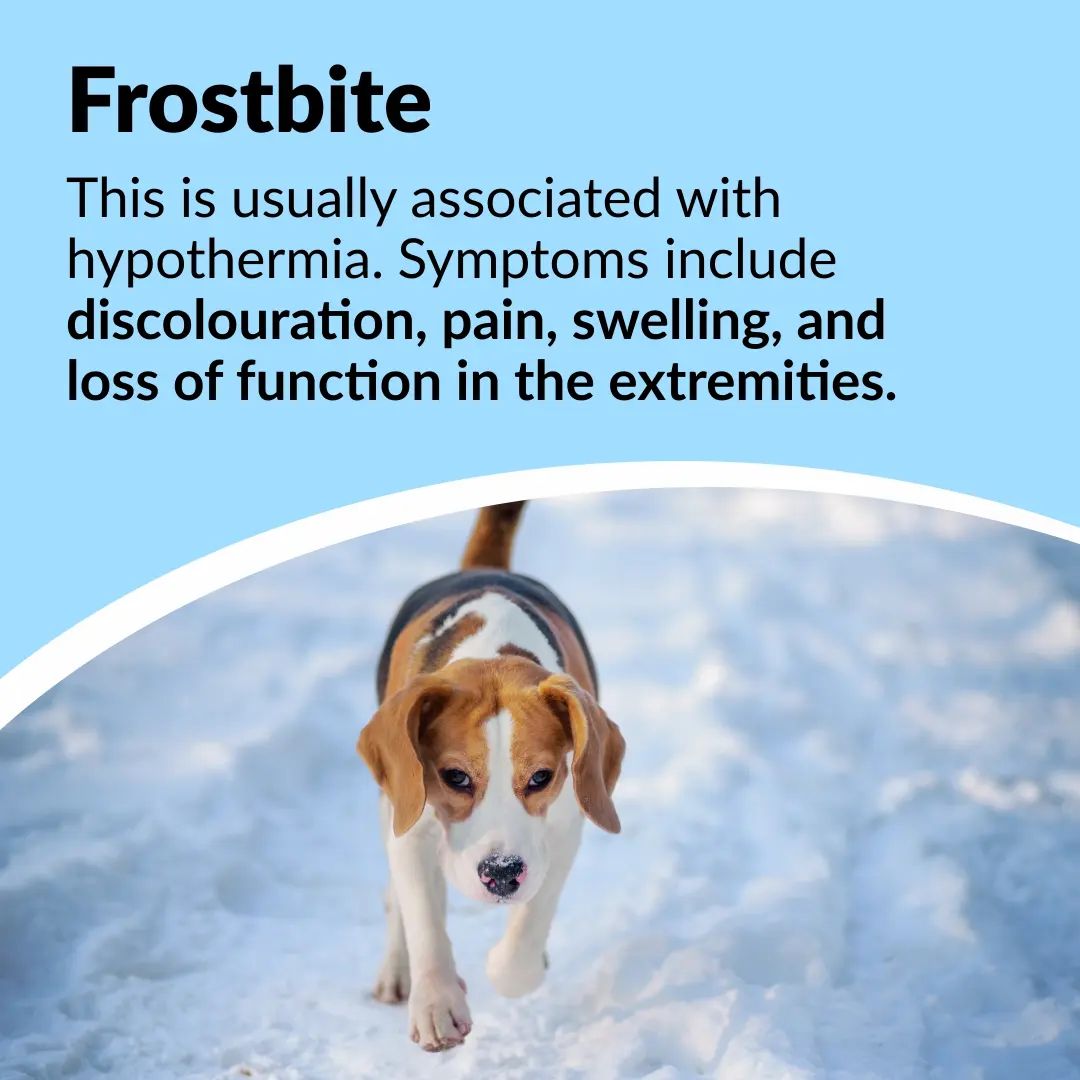 Frostbite
This is usually associated with
hypothermia. Symptoms include
discolouration, pain, swelling, and
loss of function in the extremities.